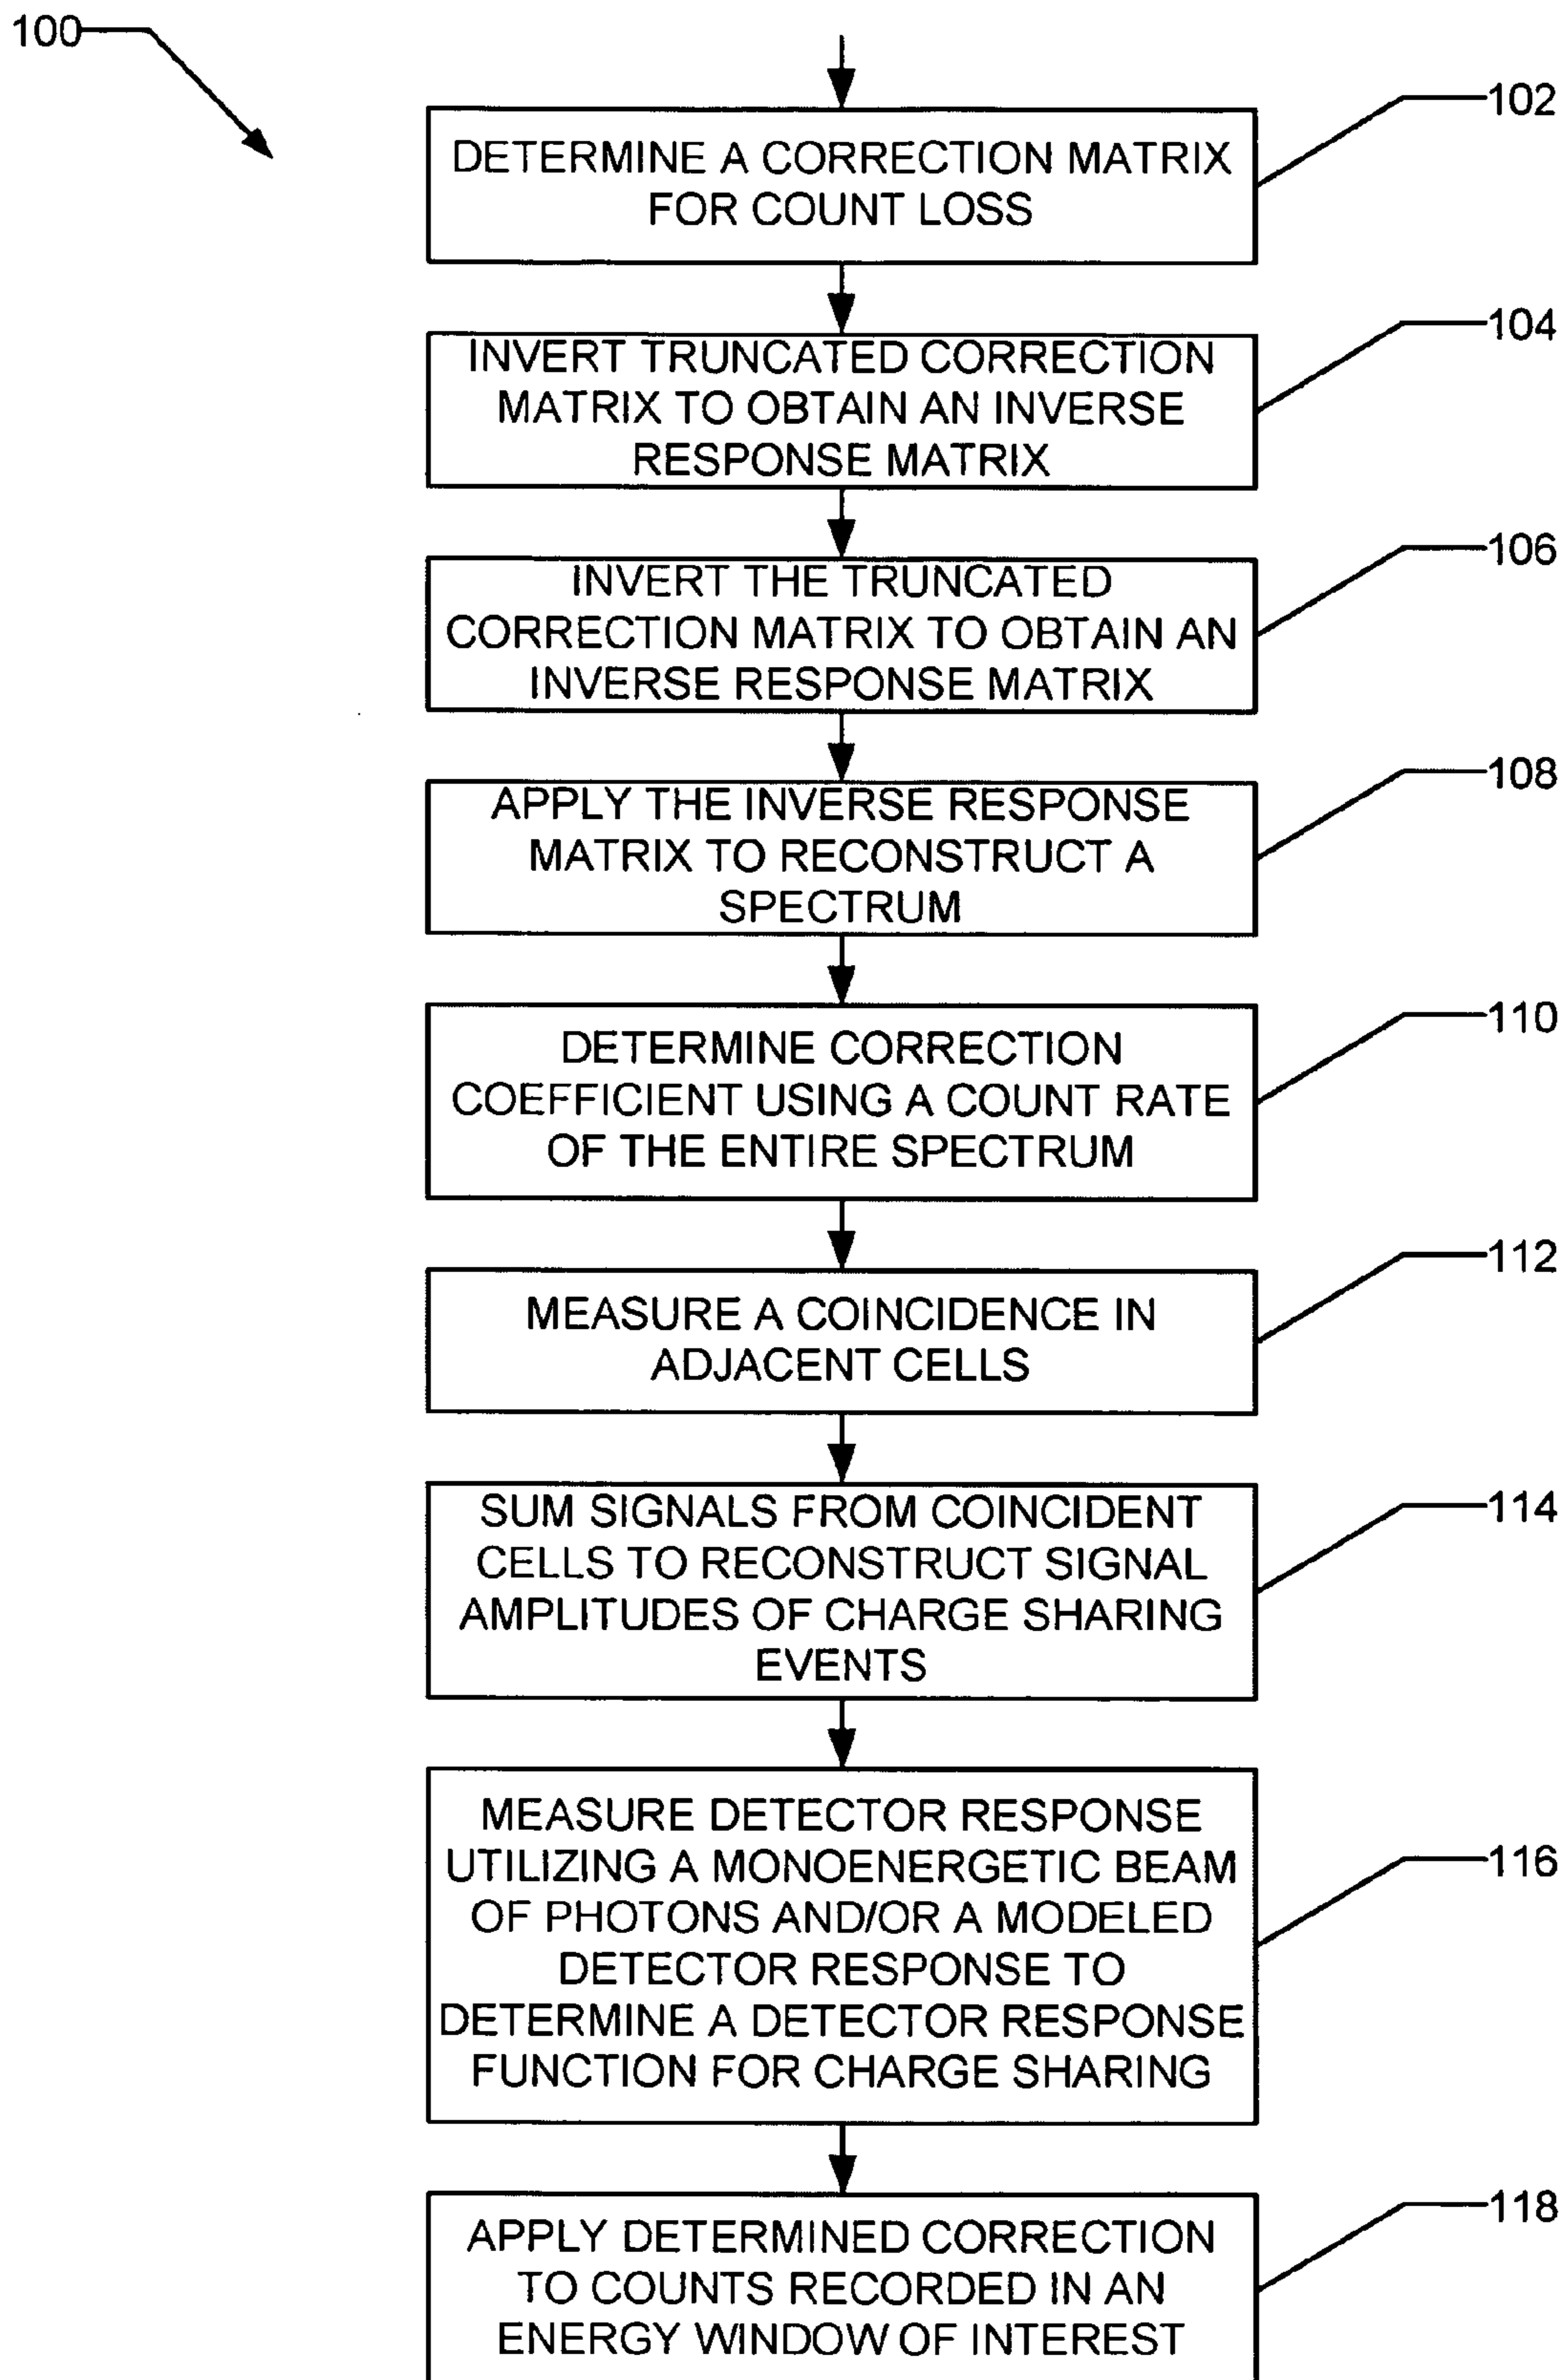 100
102
DETERMINE A CORRECTION MATRIX
FOR COUNT LOSS
104
INVERT TRUNCATED CORRECTION
MATRIX TO OBTAIN AN INVERSE
RESPONSE MATRIX
106
INVERT THE TRUNCATED
CORRECTION MATRIX TO OBTAIN AN
INVERSE RESPONSE MATRIX
108
APPLY THE INVERSE RESPONSE
MATRIX TO RECONSTRUCT A
SPECTRUM
110
DETERMINE CORRECTION
COEFFICIENT USING A COUNT RATE
OF THE ENTIRE SPECTRUM
112
MEASURE A COINCIDENCE IN
ADJACENT CELLS
114
SUM SIGNALS FROM COINCIDENT
CELLS TO RECONSTRUCT SIGNAL
AMPLITUDES OF CHARGE SHARING
EVENTS
116
MEASURE DETECTOR RESPONSE
UTILIZING A MONOENERGETIC BEAM
OF PHOTONS AND/OR A MODELED
DETECTOR RESPONSE TO
DETERMINE A DETECTOR RESPONSE
FUNCTION FOR CHARGE SHARING
118
APPLY DETERMINED CORRECTION
TO COUNTS RECORDED IN AN
ENERGY WINDOW OF INTEREST